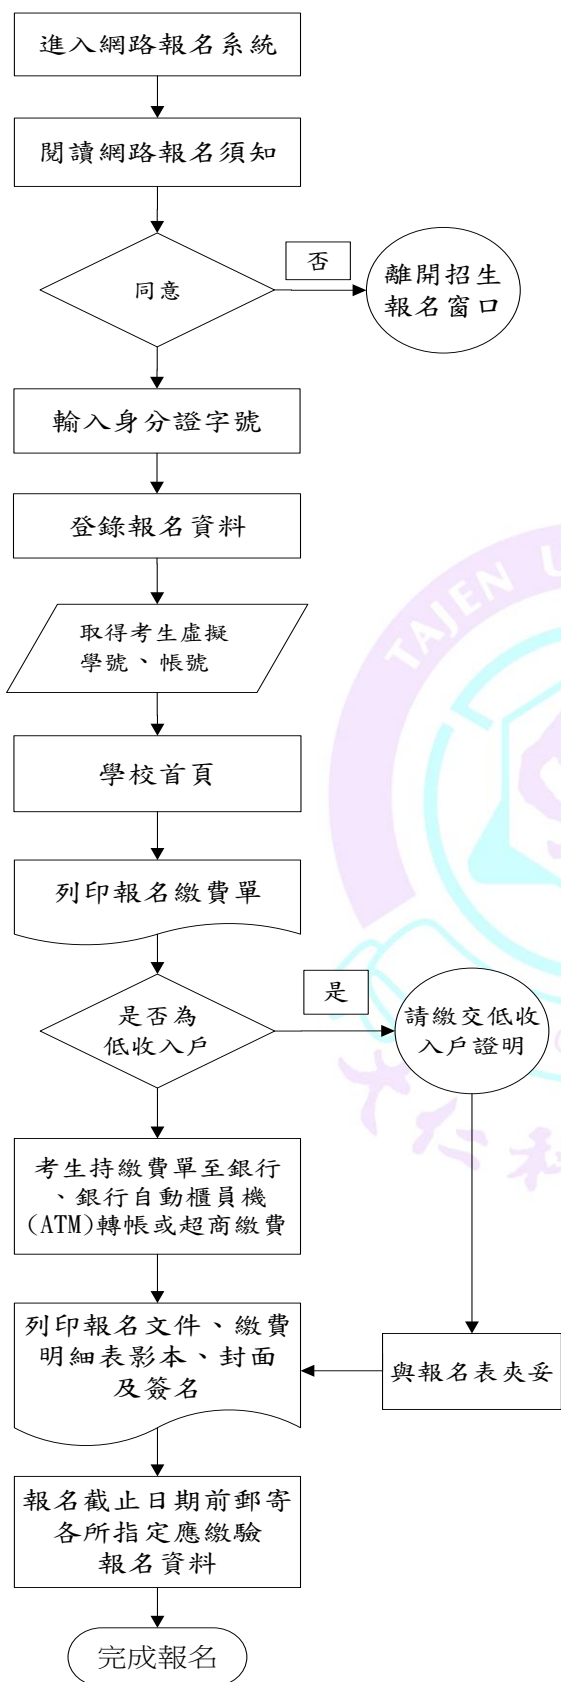 進入網路報名系統
閱讀網路報名須知
同意
否
離開招生
報名窗口
輸入身分證字號
登錄報名資料
取得考生虛擬
學號、帳號
學校首頁
列印報名繳費單
是否為
低收入戶
是
請繳交低收
入戶證明
考生持繳費單至銀行
、銀行自動櫃員機
(ATM)轉帳或超商繳費
列印報名文件、繳費
明細表影本、封面
及簽名
與報名表夾妥
報名截止日期前郵寄
各所指定應繳驗
報名資料
完成報名
TAJEN U
大仁科